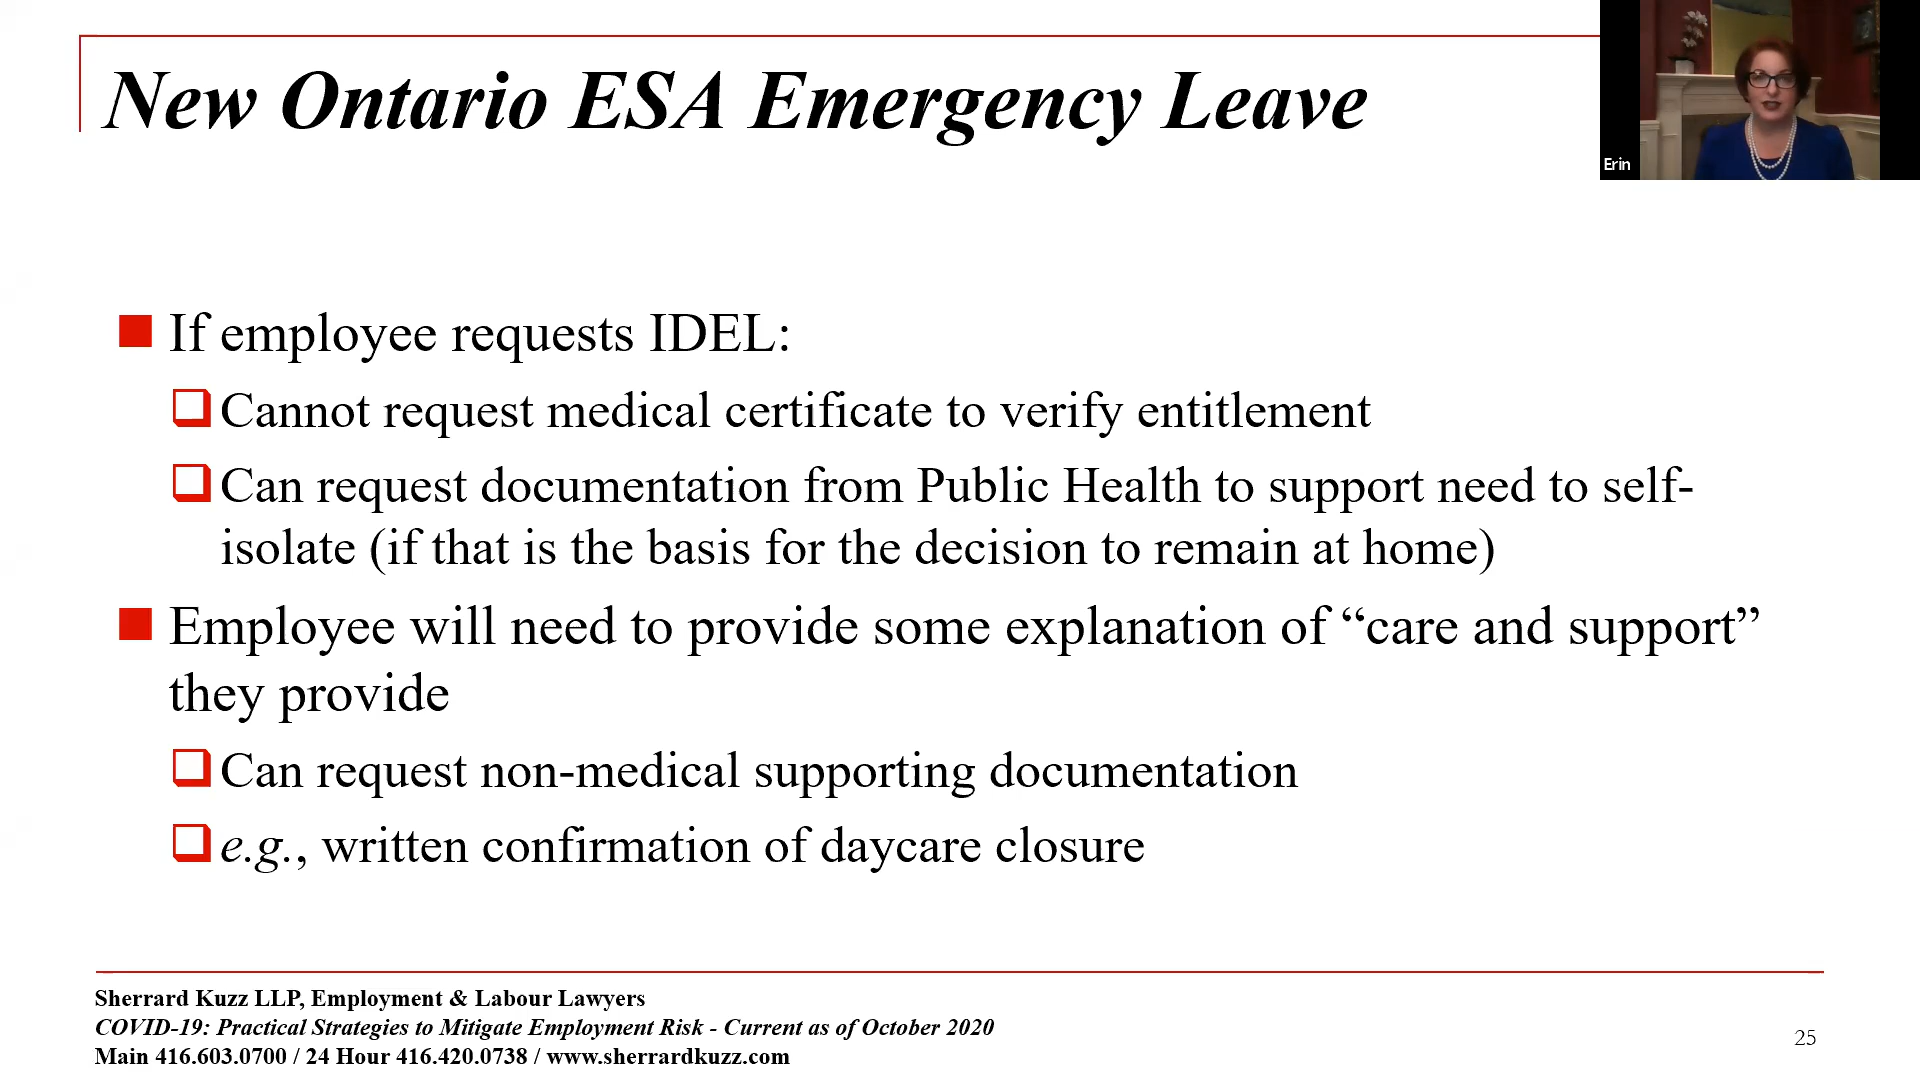 New Ontario ESA Emergency Leave
Erin
If employee requests IDEL:
Cannot request medical certificate to verify entitlement
Can request documentation from Public Health to support need to self-
isolate (if that is the basis for the decision to remain at home)
Employee will need to provide some explanation of “care and support”
they provide
Can request non-medical supporting documentation
e.g., written confirmation of daycare closure
Sherrard Kuzz LLP, Employment & Labour Lawyers
COVID-19: Practical Strategies to Mitigate Employment Risk - Current as of October 2020
Main 416.603.0700 / 24 Hour 416.420.0738 / www.sherrardkuzz.com
25